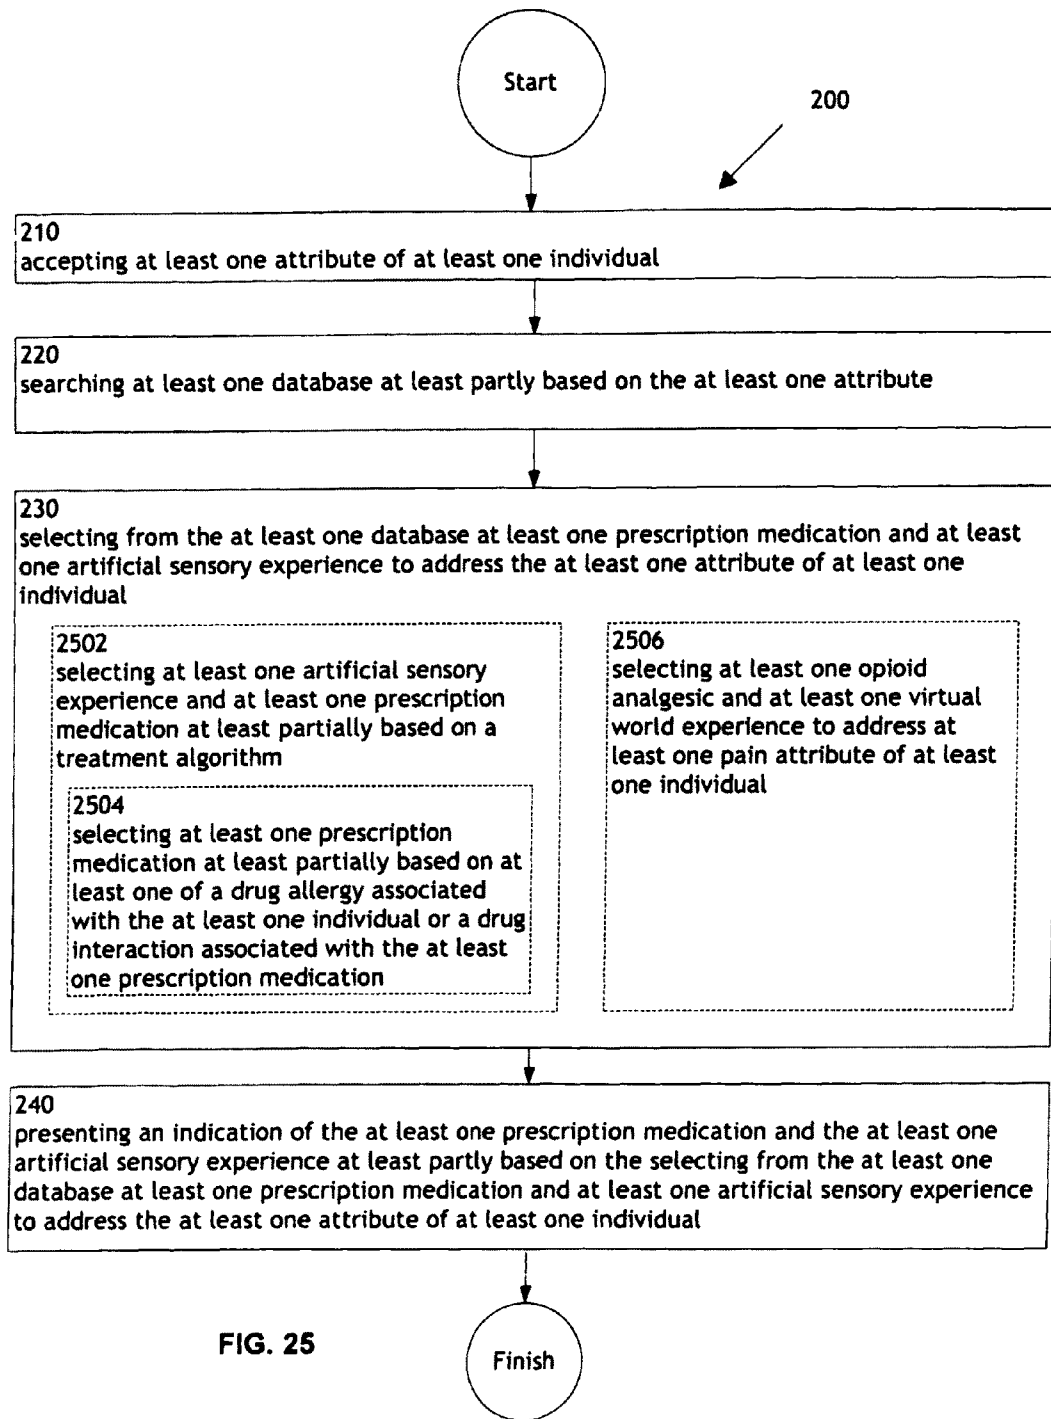 Start
200
210
accepting at least one attribute of at least one individual
220
searching at least one database at least partly based on the at least one attribute
230
selecting from the at least one database at least one prescription medication and at least
one artificial sensory experience to address the at least one attribute of at least one
individual
2502
selecting at least one artificial sensory
experience and at least one prescription
medication at least partially based on a
treatment algorithm
2504
selecting at least one prescription
medication at least partially based on at
least one of a drug allergy associated
with the at least one individual or a drug
interaction associated with the at least
one prescription medication
2506
selecting at least one opioid
analgesic and at least one virtual
world experience to address at
least one pain attribute of at least
one individual
240
presenting an indication of the at least one prescription medication and the at least one
artificial sensory experience at least partly based on the selecting from the at least one
database at least one prescription medication and at least one artificial sensory experience
to address the at least one attribute of at least one individual
FIG. 25
Finish